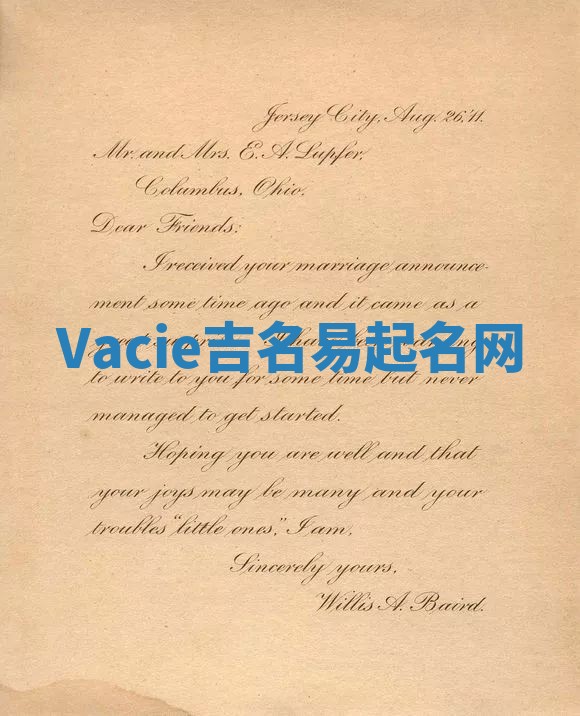 Jersey City, Aug. 26,'11.
Mr. and Mrs. E. A. Lupfer,
Columbus, Ohio.
Dear Friends:
I received your marriage announce-
ment some time ago and it came as a
Vacie吉名易起名网
to write to you for some time but never
managed to get started.
Hoping you are well and that
your joys may be many and your
troubles "little ones," I am,
Sincerely yours,
Willis A. Baird.